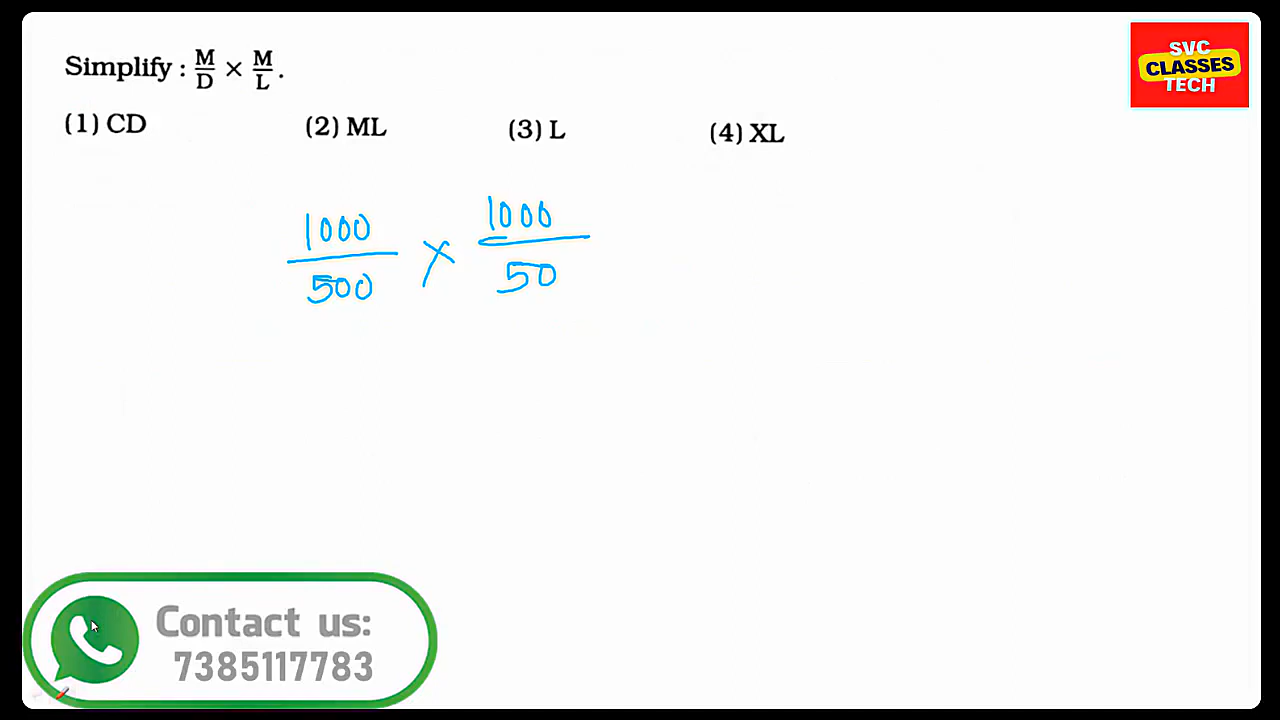 SVC
CLASSES
TECH
Simplify : M/D × M/L.
(1) CD (2) ML (3) L (4) XL
1000/500 × 1000/50
Contact us:
7385117783